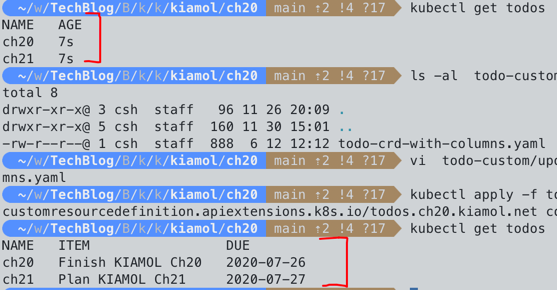 ~/w/TechBlog/B/k/k/kiamol/ch20 main ⇡2 !4 ?17 kubectl get todos
NAME AGE
ch20 7s
ch21 7s
~/w/TechBlog/B/k/k/kiamol/ch20 main ⇡2 !4 ?17 ls -al todo-custom
total 8
drwxr-xr-x@ 3 csh staff 96 11 26 20:09 .
drwxr-xr-x@ 5 csh staff 160 11 30 15:01 ..
-rw-r--r--@ 1 csh staff 888 6 12 12:12 todo-crd-with-columns.yaml
~/w/TechBlog/B/k/k/kiamol/ch20 main ⇡2 !4 ?17 vi todo-custom/upd
mns.yaml
~/w/TechBlog/B/k/k/kiamol/ch20 main ⇡2 !4 ?17 kubectl apply -f to
customresourcedefinition.apiextensions.k8s.io/todos.ch20.kiamol.net co
~/w/TechBlog/B/k/k/kiamol/ch20 main ⇡2 !4 ?17 kubectl get todos
NAME ITEM DUE
ch20 Finish KIAMOL Ch20 2020-07-26
ch21 Plan KIAMOL Ch21 2020-07-27